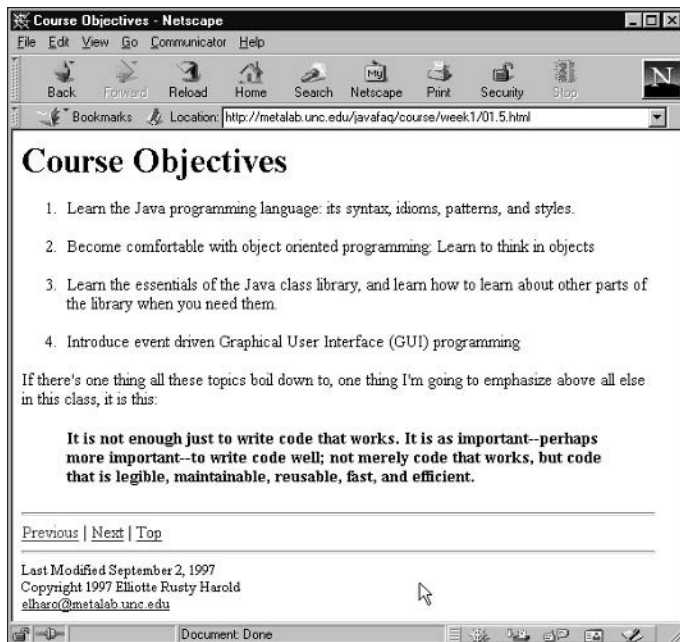 Course Objectives - Netscape
File Edit View Go Communicator Help
My
N
Back Forward Reload Home Search Netscape Print Security Stop
Bookmarks Location: http://metalab.unc.edu/javafaq/course/week1/01.5.html
Course Objectives
1. Learn the Java programming language: its syntax, idioms, patterns, and styles.
2. Become comfortable with object oriented programming: Learn to think in objects
3. Learn the essentials of the Java class library, and learn how to learn about other parts of
the library when you need them.
4. Introduce event driven Graphical User Interface (GUI) programming
If there's one thing all these topics boil down to, one thing I'm going to emphasize above all else
in this class, it is this:
It is not enough just to write code that works. It is as important--perhaps
more important--to write code well; not merely code that works, but code
that is legible, maintainable, reusable, fast, and efficient.
Previous | Next | Top
Last Modified September 2, 1997
Copyright 1997 Elliotte Rusty Harold
elharo@metalab.unc.edu
Document: Done